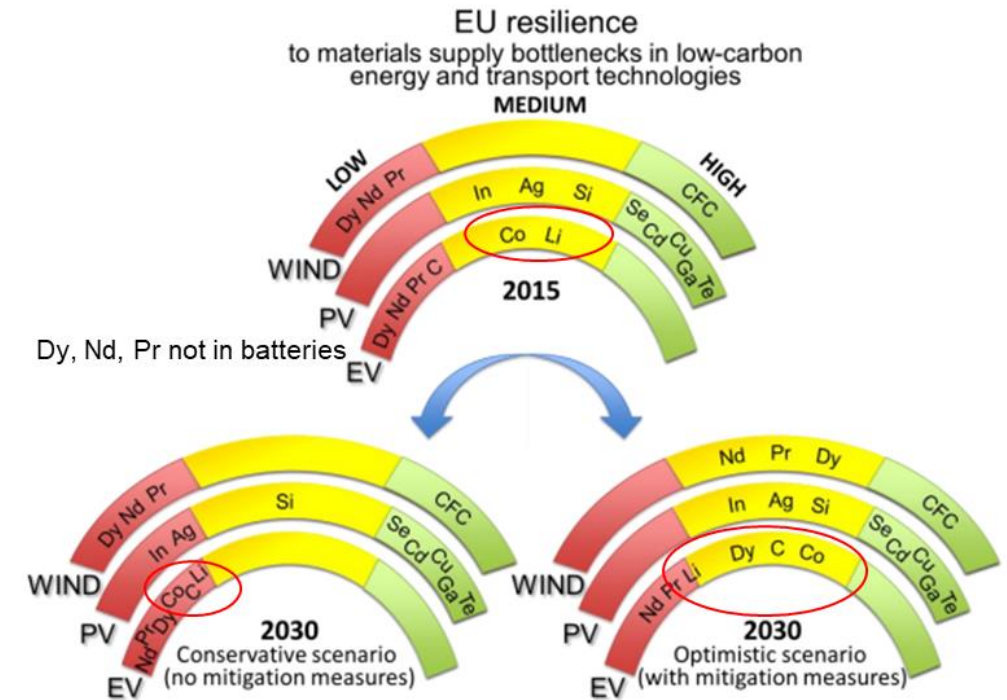 EU resilience
to materials supply bottlenecks in low-carbon
energy and transport technologies
MEDIUM
LOW
HIGH
Dy Nd Pr
CFC
In Ag Si
Se Cd Cu Ga Te
Co Li
Dy Nd Pr C
WIND
PV
EV
2015
Dy, Nd, Pr not in batteries
Dy Nd Pr
CFC
In Ag
Si
Se Cd Cu Ga Te
Nd Pr Dy Co C Li
WIND
PV
EV
2030
Conservative scenario
(no mitigation measures)
Nd Pr Dy
CFC
In Ag Si
Se Cd Cu Ga Te
Nd Pr Li
Dy C Co
WIND
PV
EV
2030
Optimistic scenario
(with mitigation measures)